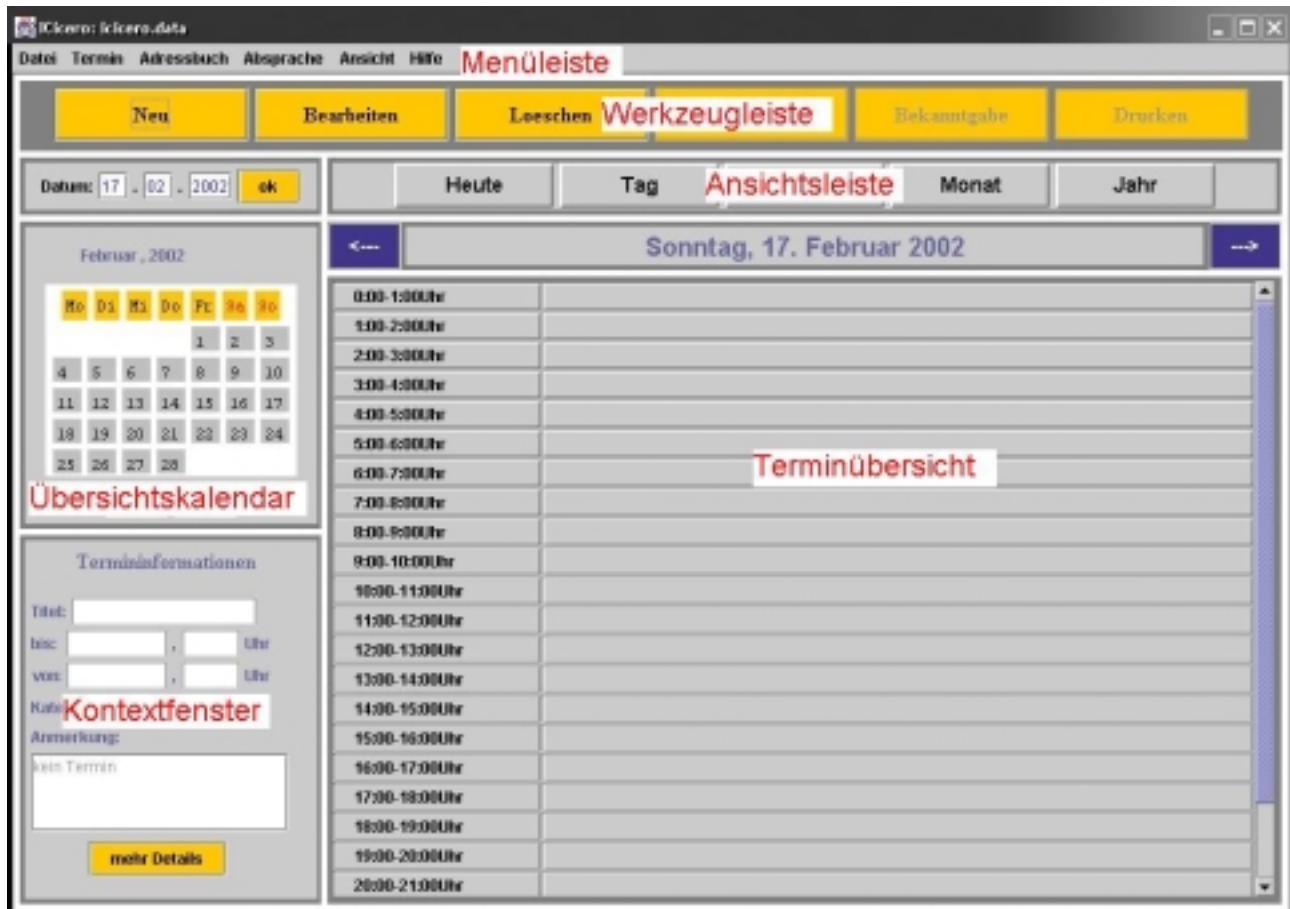 ICicero: icicero.data
Datei Termin Adressbuch Absprache Ansicht Hilfe Menüleiste
Neu Bearbeiten Loeschen Werkzeugleiste Bekanntgabe Drucken
Datum: 17 . 02 . 2002 ok
Heute Tag Ansichtsleiste Monat Jahr
Februar , 2002
<--- Sonntag, 17. Februar 2002 --->
Mo Di Mi Do Fr Sa So
1 2 3
4 5 6 7 8 9 10
11 12 13 14 15 16 17
18 19 20 21 22 23 24
25 26 27 28
Übersichtskalendar
Termininformationen
Titel:
bis: , Uhr
von: , Uhr
Kontextfenster
Anmerkung:
kein Termin
mehr Details
0:00-1:00Uhr
1:00-2:00Uhr
2:00-3:00Uhr
3:00-4:00Uhr
4:00-5:00Uhr
5:00-6:00Uhr
6:00-7:00Uhr
Terminübersicht
7:00-8:00Uhr
8:00-9:00Uhr
9:00-10:00Uhr
10:00-11:00Uhr
11:00-12:00Uhr
12:00-13:00Uhr
13:00-14:00Uhr
14:00-15:00Uhr
15:00-16:00Uhr
16:00-17:00Uhr
17:00-18:00Uhr
18:00-19:00Uhr
19:00-20:00Uhr
20:00-21:00Uhr